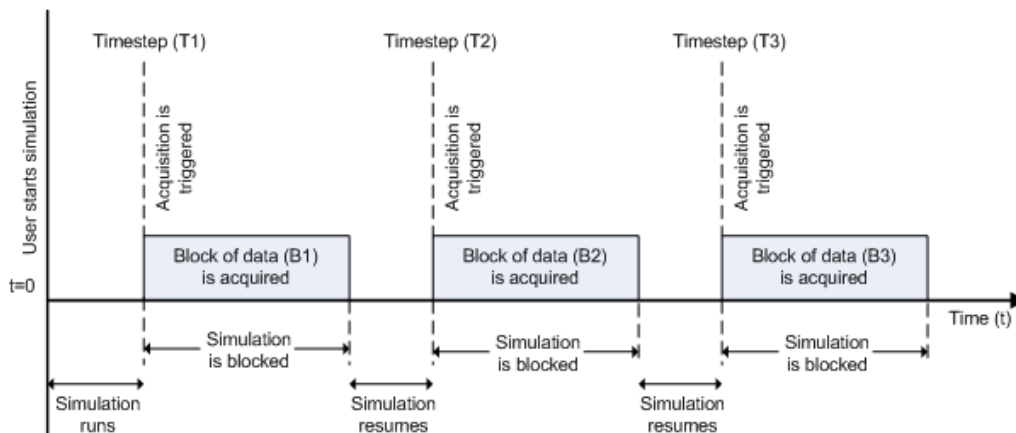 Timestep (T1)
Timestep (T2)
Timestep (T3)
User starts simulation
Acquisition is
triggered
Acquisition is
triggered
Acquisition is
triggered
Block of data (B1)
is acquired
Block of data (B2)
is acquired
Block of data (B3)
is acquired
t=0
Time (t)
Simulation
is blocked
Simulation
is blocked
Simulation
is blocked
Simulation
runs
Simulation
resumes
Simulation
resumes